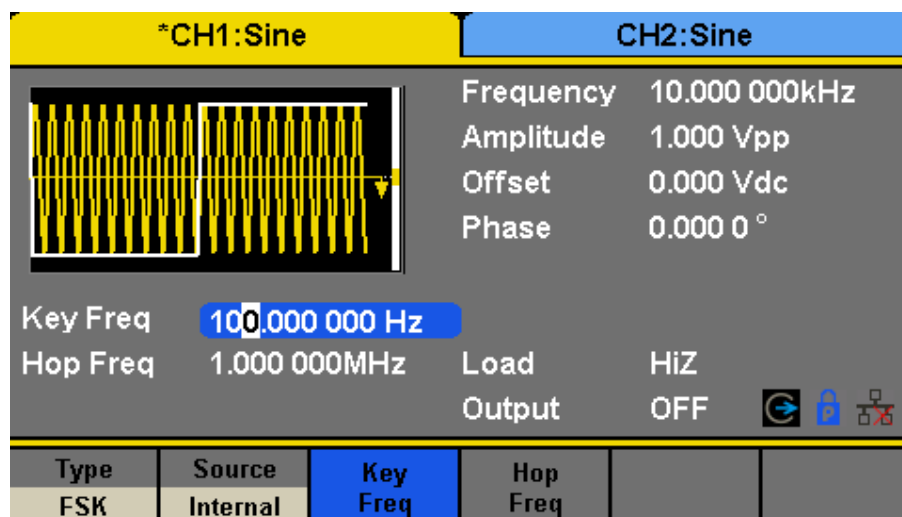 *CH1:Sine
CH2:Sine
Frequency 10.000 000kHz
Amplitude 1.000 Vpp
Offset 0.000 Vdc
Phase 0.000 0 °
Key Freq 100.000 000 Hz
Hop Freq 1.000 000MHz
Load HiZ
Output OFF
P
Type
FSK
Source
Internal
Key
Freq
Hop
Freq